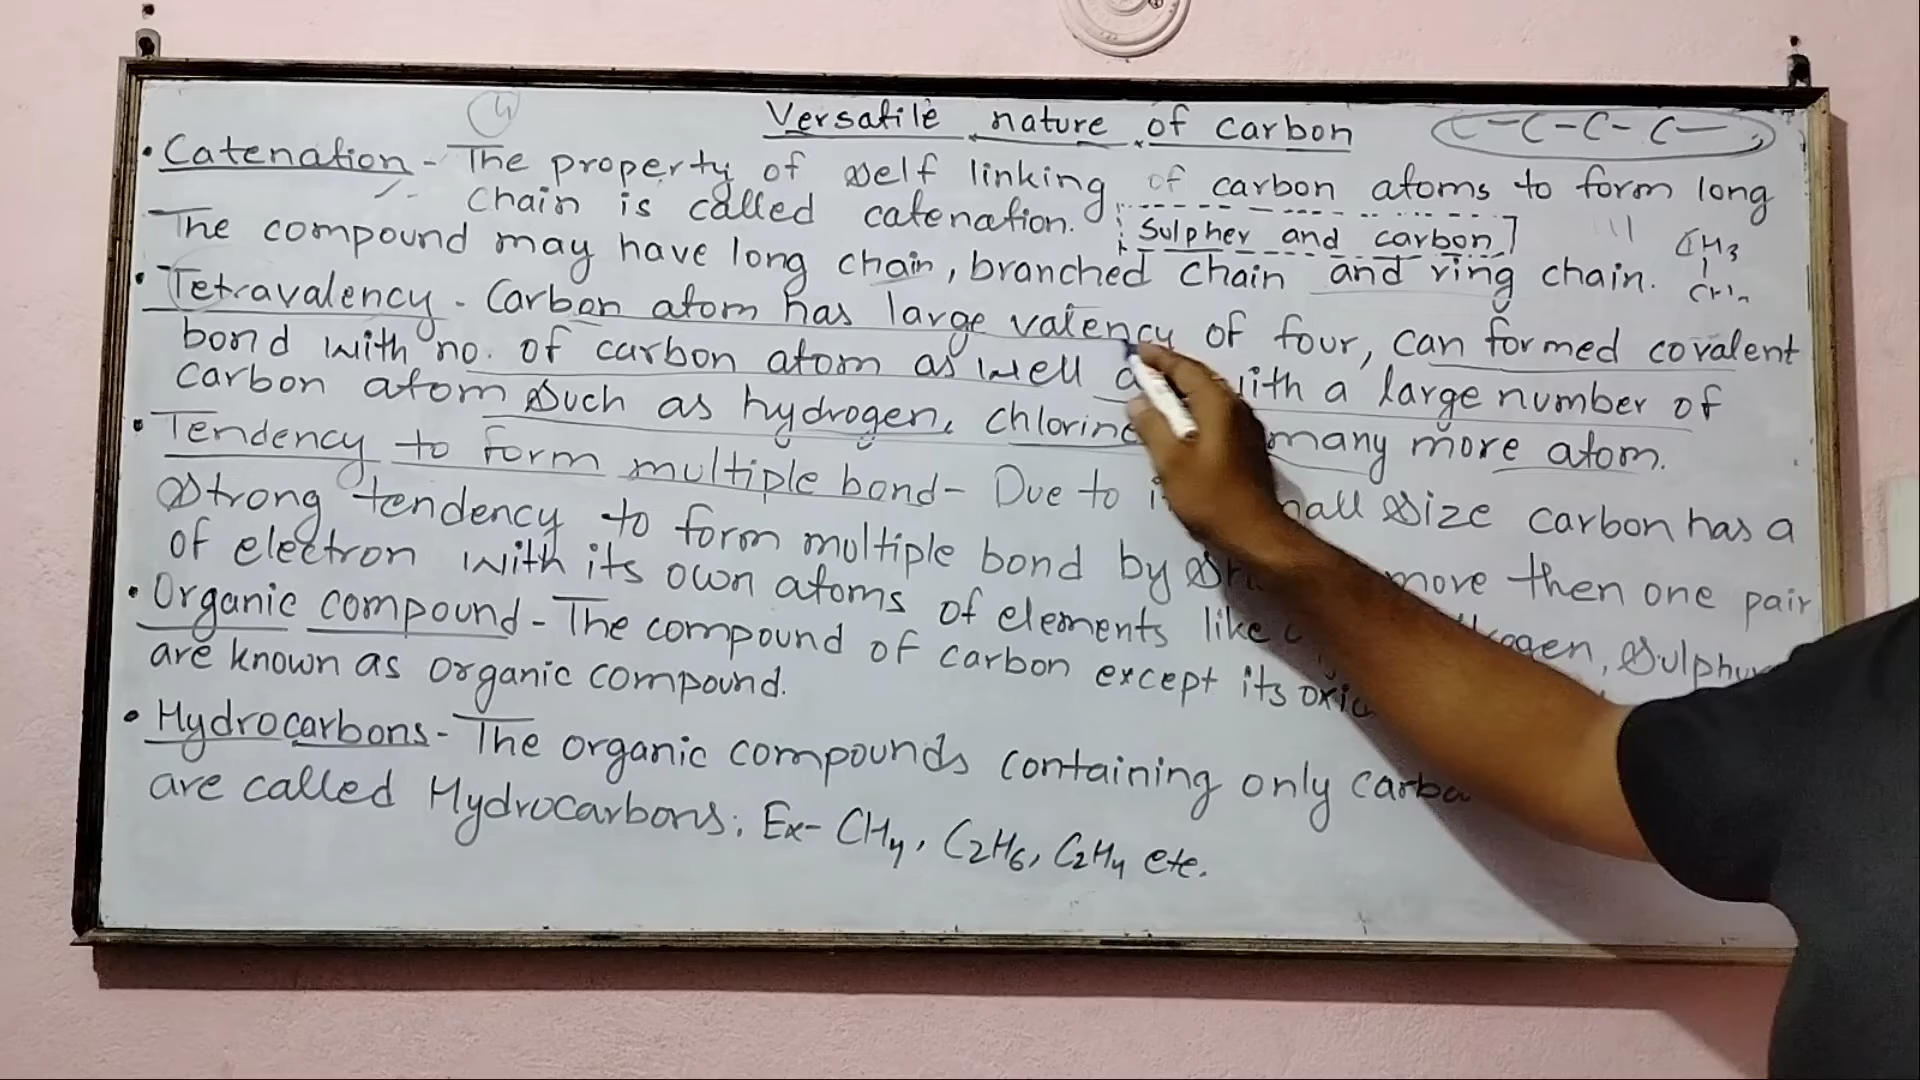 4
Versatile nature of carbon
C-C-C-C-
• Catenation - The property of self linking of carbon atoms to form long
chain is called catenation. [Sulpher and carbon]
The compound may have long chain, branched chain and ring chain.
CH3
• Tetravalency - Carbon atom has large valency of four, can formed covalent
bond with no. of carbon atom as well with a large number of
carbon atom such as hydrogen, chlorine many more atom.
• Tendency to form multiple bond - Due to small size carbon has a
strong tendency to form multiple bond by more then one pair
of electron with its own atoms of elements like
• Organic compound - The compound of carbon except its
are known as organic compound.
• Hydrocarbons - The organic compounds containing only
are called Hydrocarbons. Ex- CH4, C2H6, C2H4 etc.